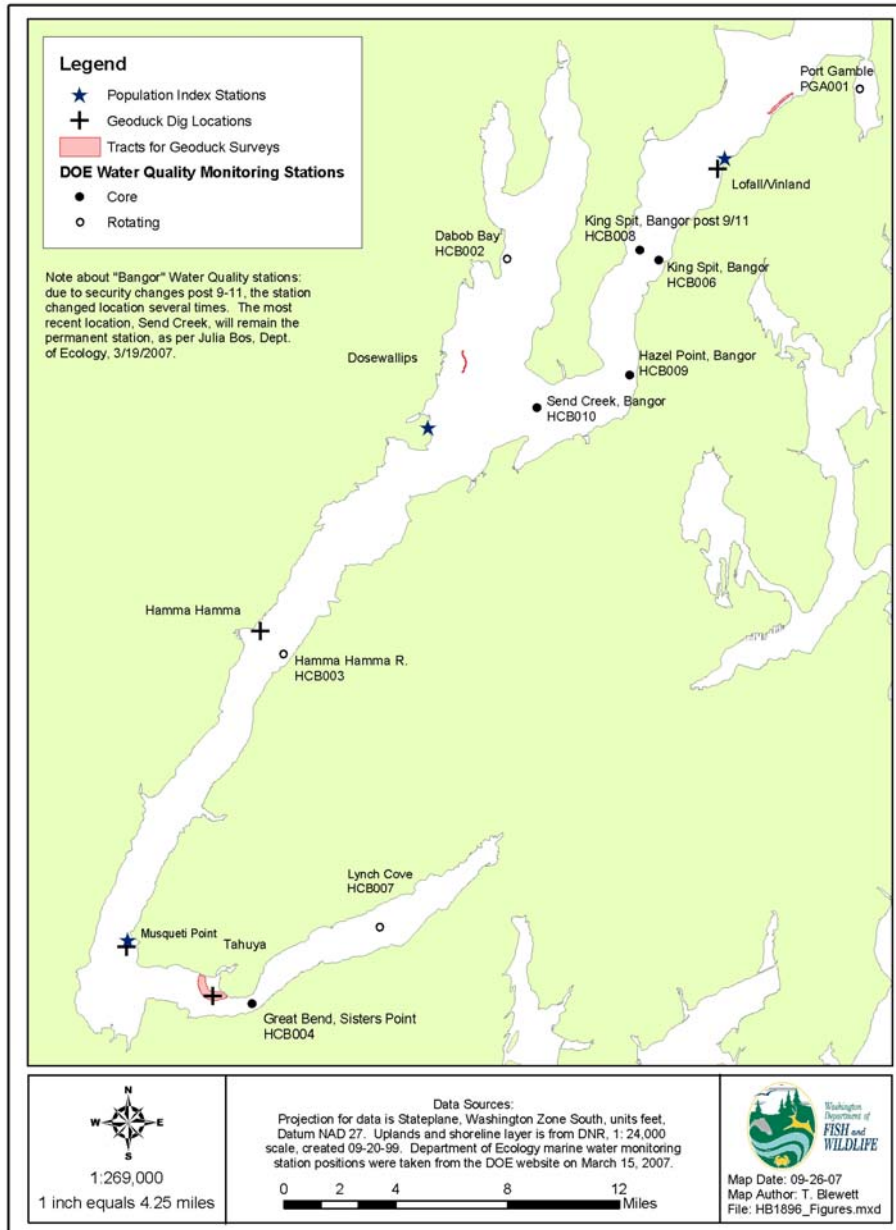 Legend
Population Index Stations
Geoduck Dig Locations
Tracts for Geoduck Surveys
DOE Water Quality Monitoring Stations
Core
Rotating
Note about "Bangor" Water Quality stations:
due to security changes post 9-11, the station
changed location several times. The most
recent location, Send Creek, will remain the
permanent station, as per Julia Bos, Dept.
of Ecology, 3/19/2007.
Port Gamble
PGA001
Lofall/Vinland
Dabob Bay
HCB002
King Spit, Bangor post 9/11
HCB008
King Spit, Bangor
HCB006
Dosewallips
Hazel Point, Bangor
HCB009
Send Creek, Bangor
HCB010
Hamma Hamma
Hamma Hamma R.
HCB003
Lynch Cove
HCB007
Musqueti Point
Tahuya
Great Bend, Sisters Point
HCB004
N
W
E
S
1:269,000
1 inch equals 4.25 miles
Data Sources:
Projection for data is Stateplane, Washington Zone South, units feet,
Datum NAD 27. Uplands and shoreline layer is from DNR, 1: 24,000
scale, created 09-20-99. Department of Ecology marine water monitoring
station positions were taken from the DOE website on March 15, 2007.
0 2 4 8 12
Miles
Washington
Department of
FISH and
WILDLIFE
Map Date: 09-26-07
Map Author: T. Blewett
File: HB1896_Figures.mxd